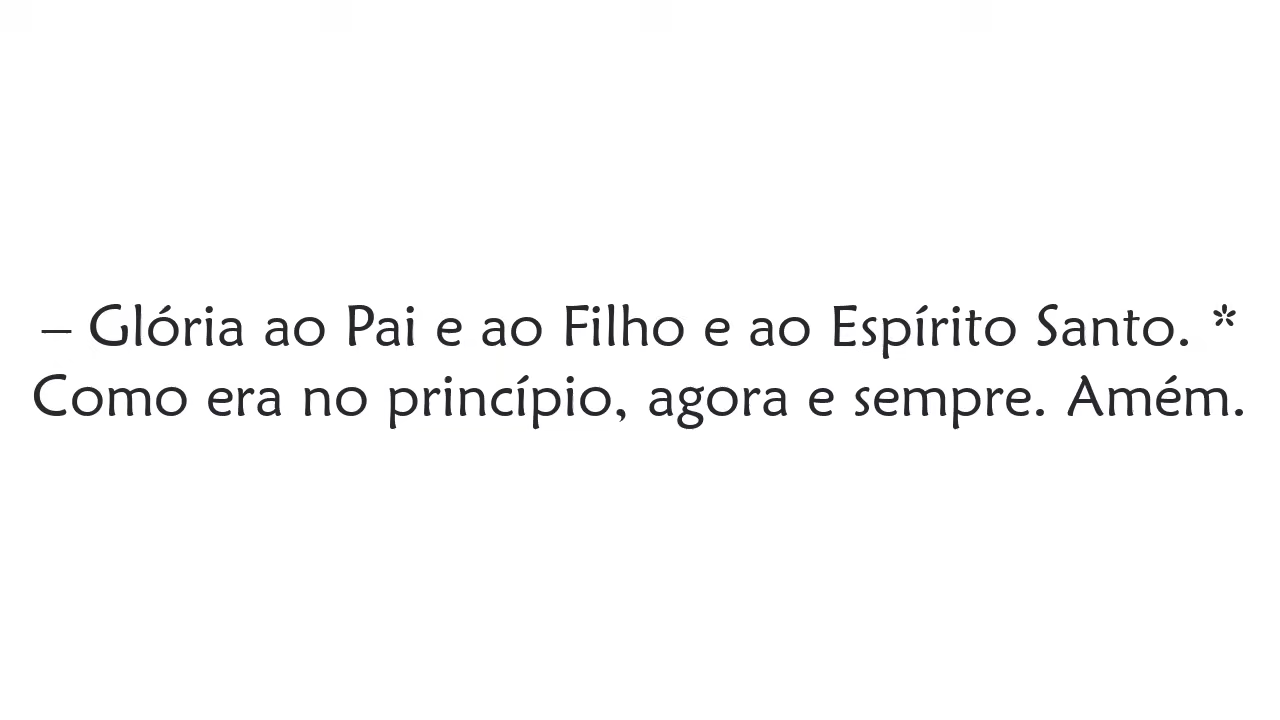 – Glória ao Pai e ao Filho e ao Espírito Santo. *
Como era no princípio, agora e sempre. Amém.